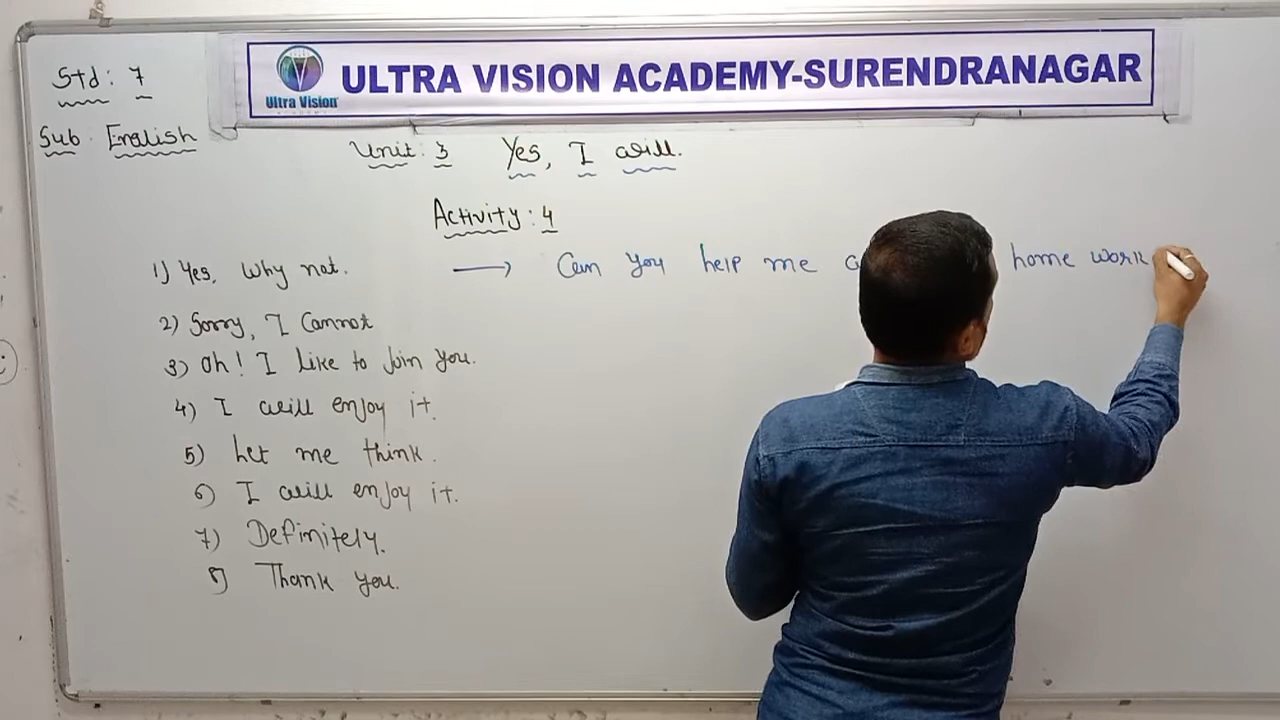 ULTRA VISION ACADEMY-SURENDRANAGAR
Ultra Vision
Std: 7
Sub: English
Unit: 3 Yes, I will.
Activity: 4
1) Yes, Why not. → Can you help me home work
2) Sorry, I Cannot
3) Oh! I Like to Join you.
4) I will enjoy it.
5) Let me think.
6) I will enjoy it.
7) Definitely.
8) Thank you.